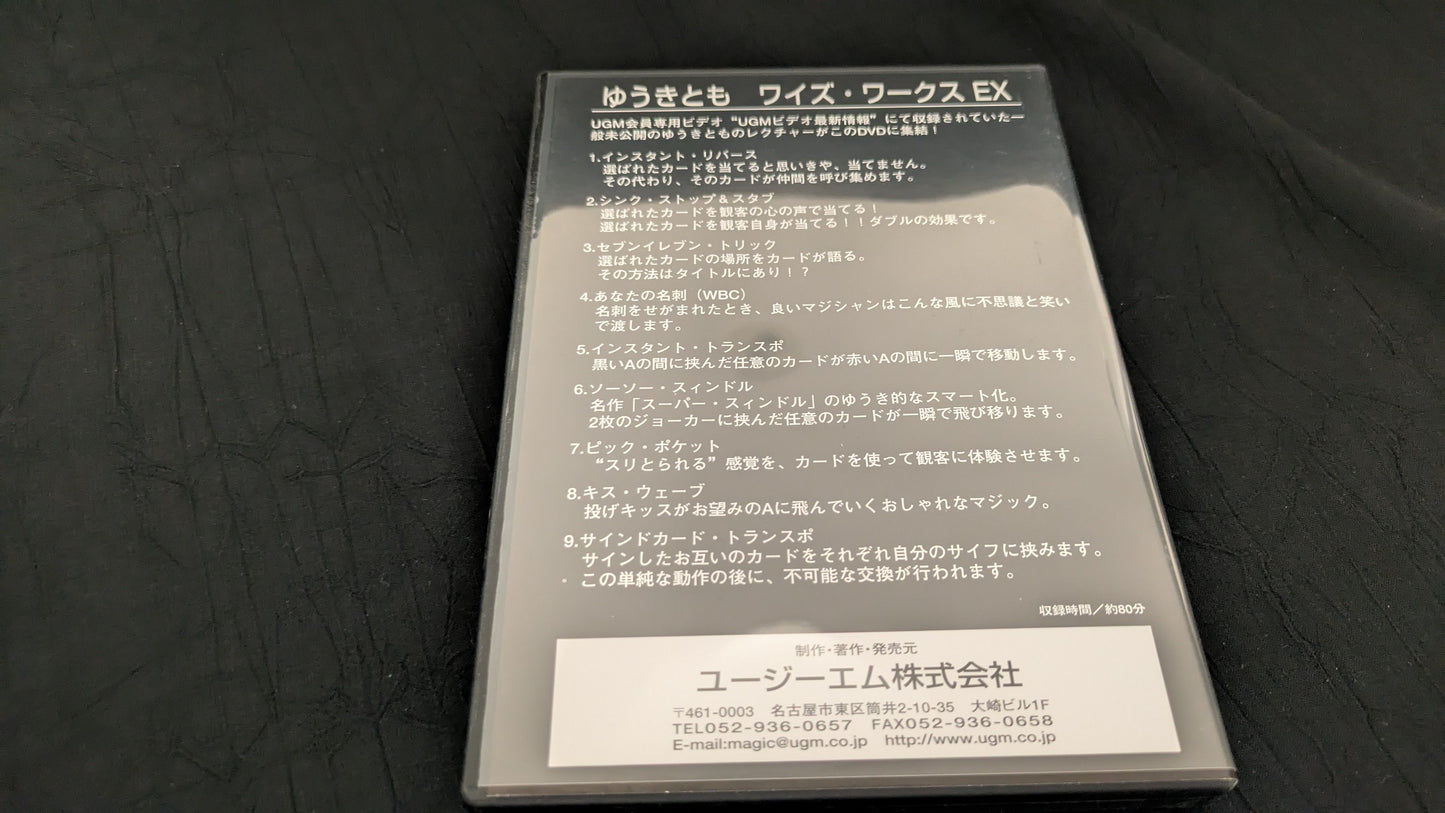 ゆうきとも　ワイズ・ワークス EX
UGM会員専用ビデオ“UGMビデオ最新情報”にて収録されていた一
般未公開のゆうきとものレクチャーがこのDVDに集結！
1.インスタント・リバース
選ばれたカードを当てると思いきや、当てません。
その代わり、そのカードが仲間を呼び集めます。
2.シンク・ストップ＆スタブ
選ばれたカードを観客の心の声で当てる！
選ばれたカードを観客自身が当てる！！ダブルの効果です。
3.セブンイレブン・トリック
選ばれたカードの場所をカードが語る。
その方法はタイトルにあり！？
4.あなたの名刺（WBC）
名刺をせがまれたとき、良いマジシャンはこんな風に不思議と笑い
で渡します。
5.インスタント・トランスポ
黒いAの間に挟んだ任意のカードが赤いAの間に一瞬で移動します。
6.ソーソー・スィンドル
名作「スーパー・スィンドル」のゆうき的なスマート化。
2枚のジョーカーに挟んだ任意のカードが一瞬で飛び移ります。
7.ピック・ポケット
“スリとられる”感覚を、カードを使って観客に体験させます。
8.キス・ウェーブ
投げキッスがお望みのAに飛んでいくおしゃれなマジック。
9.サインドカード・トランスポ
サインしたお互いのカードをそれぞれ自分のサイフに挟みます。
この単純な動作の後に、不可能な交換が行われます。
収録時間／約80分
制作・著作・発売元
ユージーエム株式会社
〒461-0003　名古屋市東区筒井2-10-35　大崎ビル1F
TEL052-936-0657　FAX052-936-0658
E-mail:magic@ugm.co.jp　http://www.ugm.co.jp